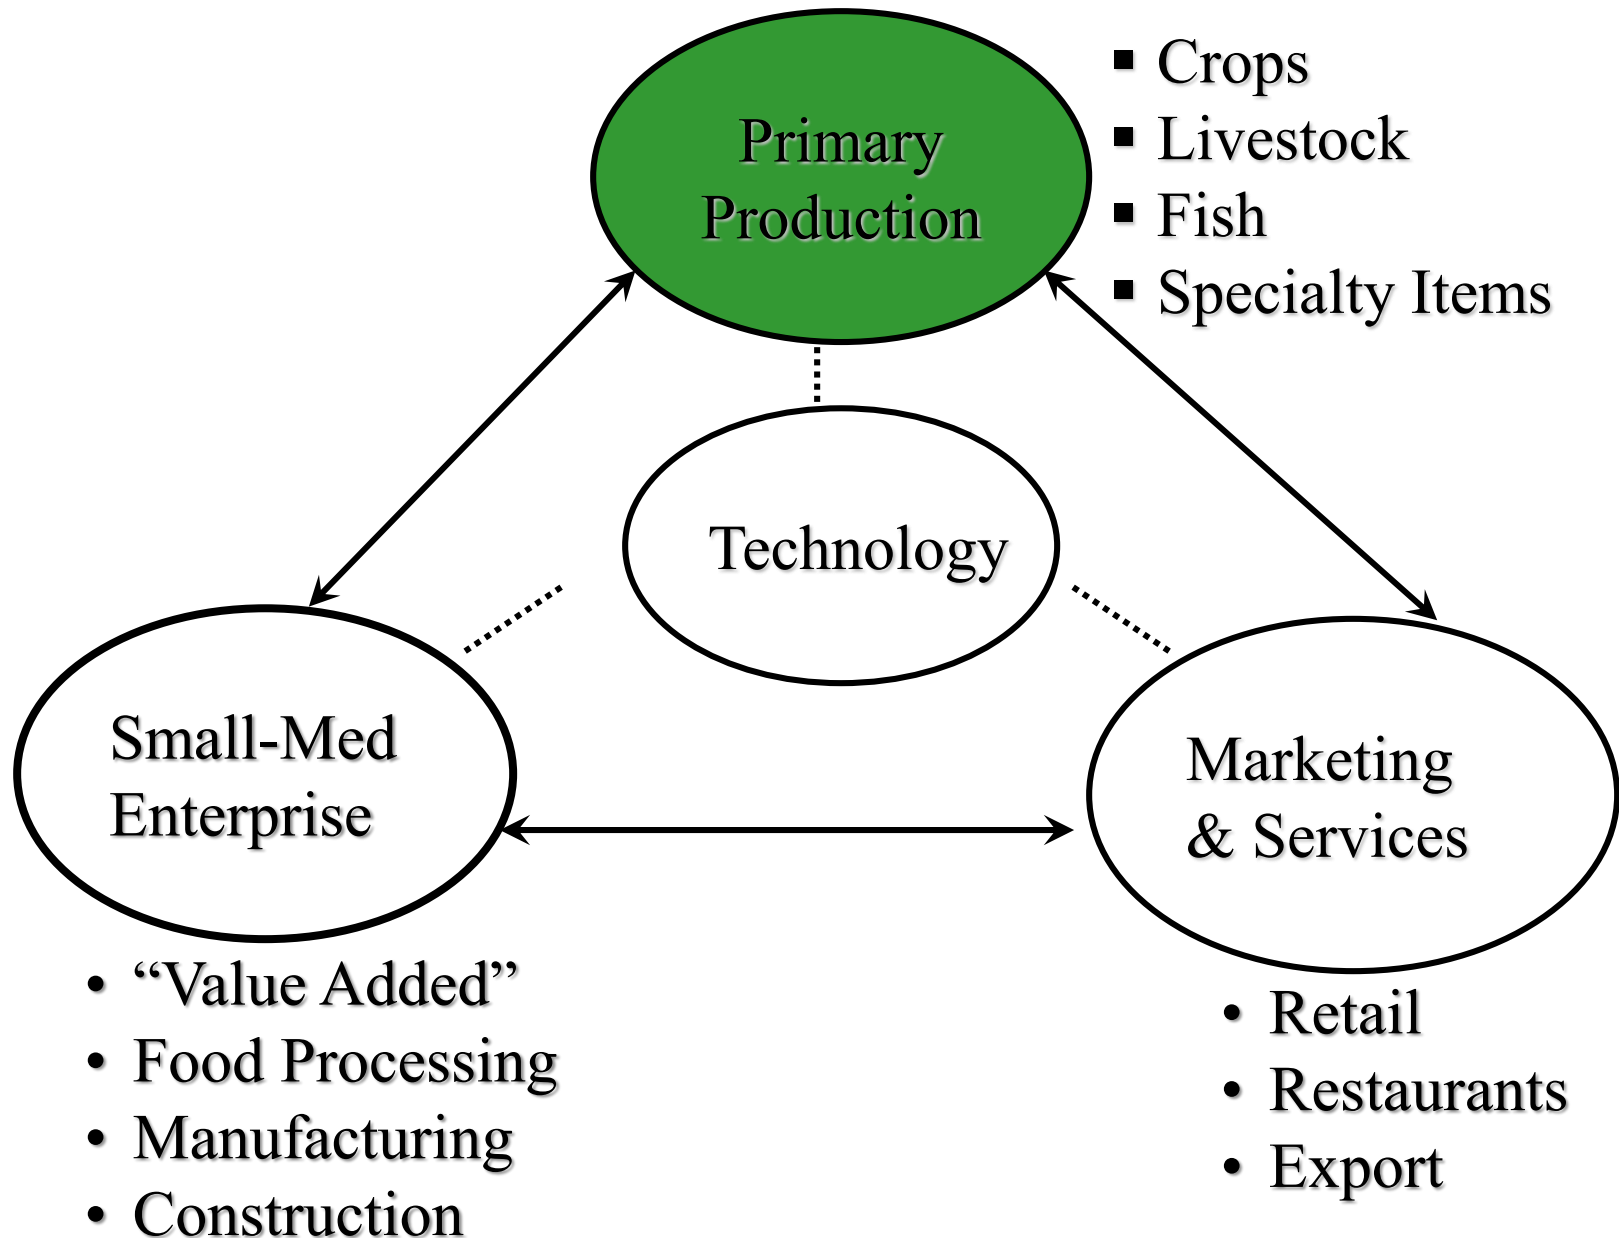 Primary
Production
▪ Crops
▪ Livestock
▪ Fish
▪ Specialty Items
Technology
Small-Med
Enterprise
Marketing
& Services
• “Value Added”
• Food Processing
• Manufacturing
• Construction
• Retail
• Restaurants
• Export